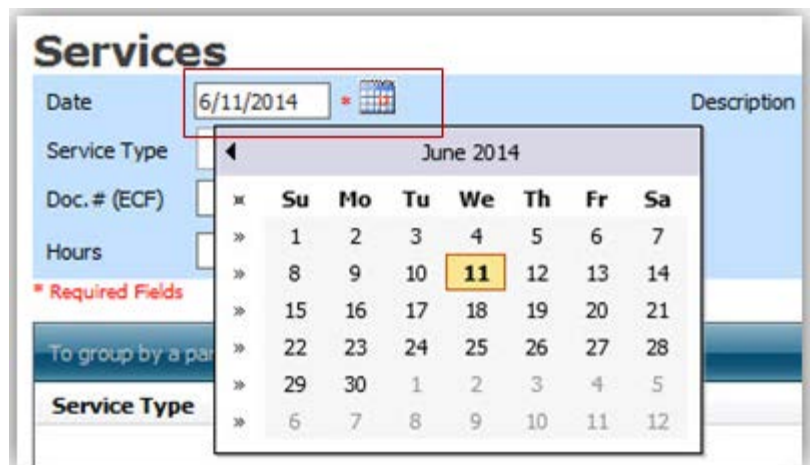 Services
Date 6/11/2014 * Description
Service Type
Doc. # (ECF)
Hours
* Required Fields
June 2014
Su Mo Tu We Th Fr Sa
» 1 2 3 4 5 6 7
» 8 9 10 11 12 13 14
» 15 16 17 18 19 20 21
» 22 23 24 25 26 27 28
» 29 30 1 2 3 4 5
» 6 7 8 9 10 11 12
To group by a par
Service Type